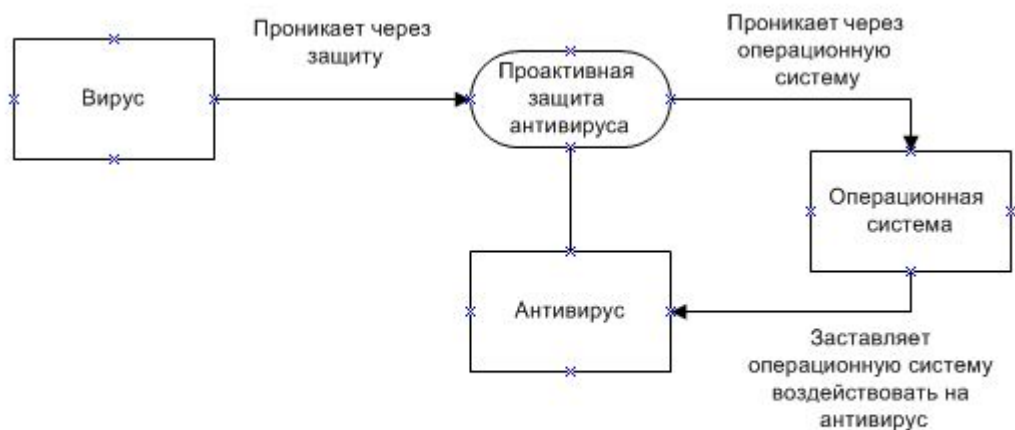 Проникает через
защиту
Проникает через
операционную
систему
Вирус
Проактивная
защита
антивируса
Операционная
система
Антивирус
Заставляет
операционную систему
воздействовать на
антивирус